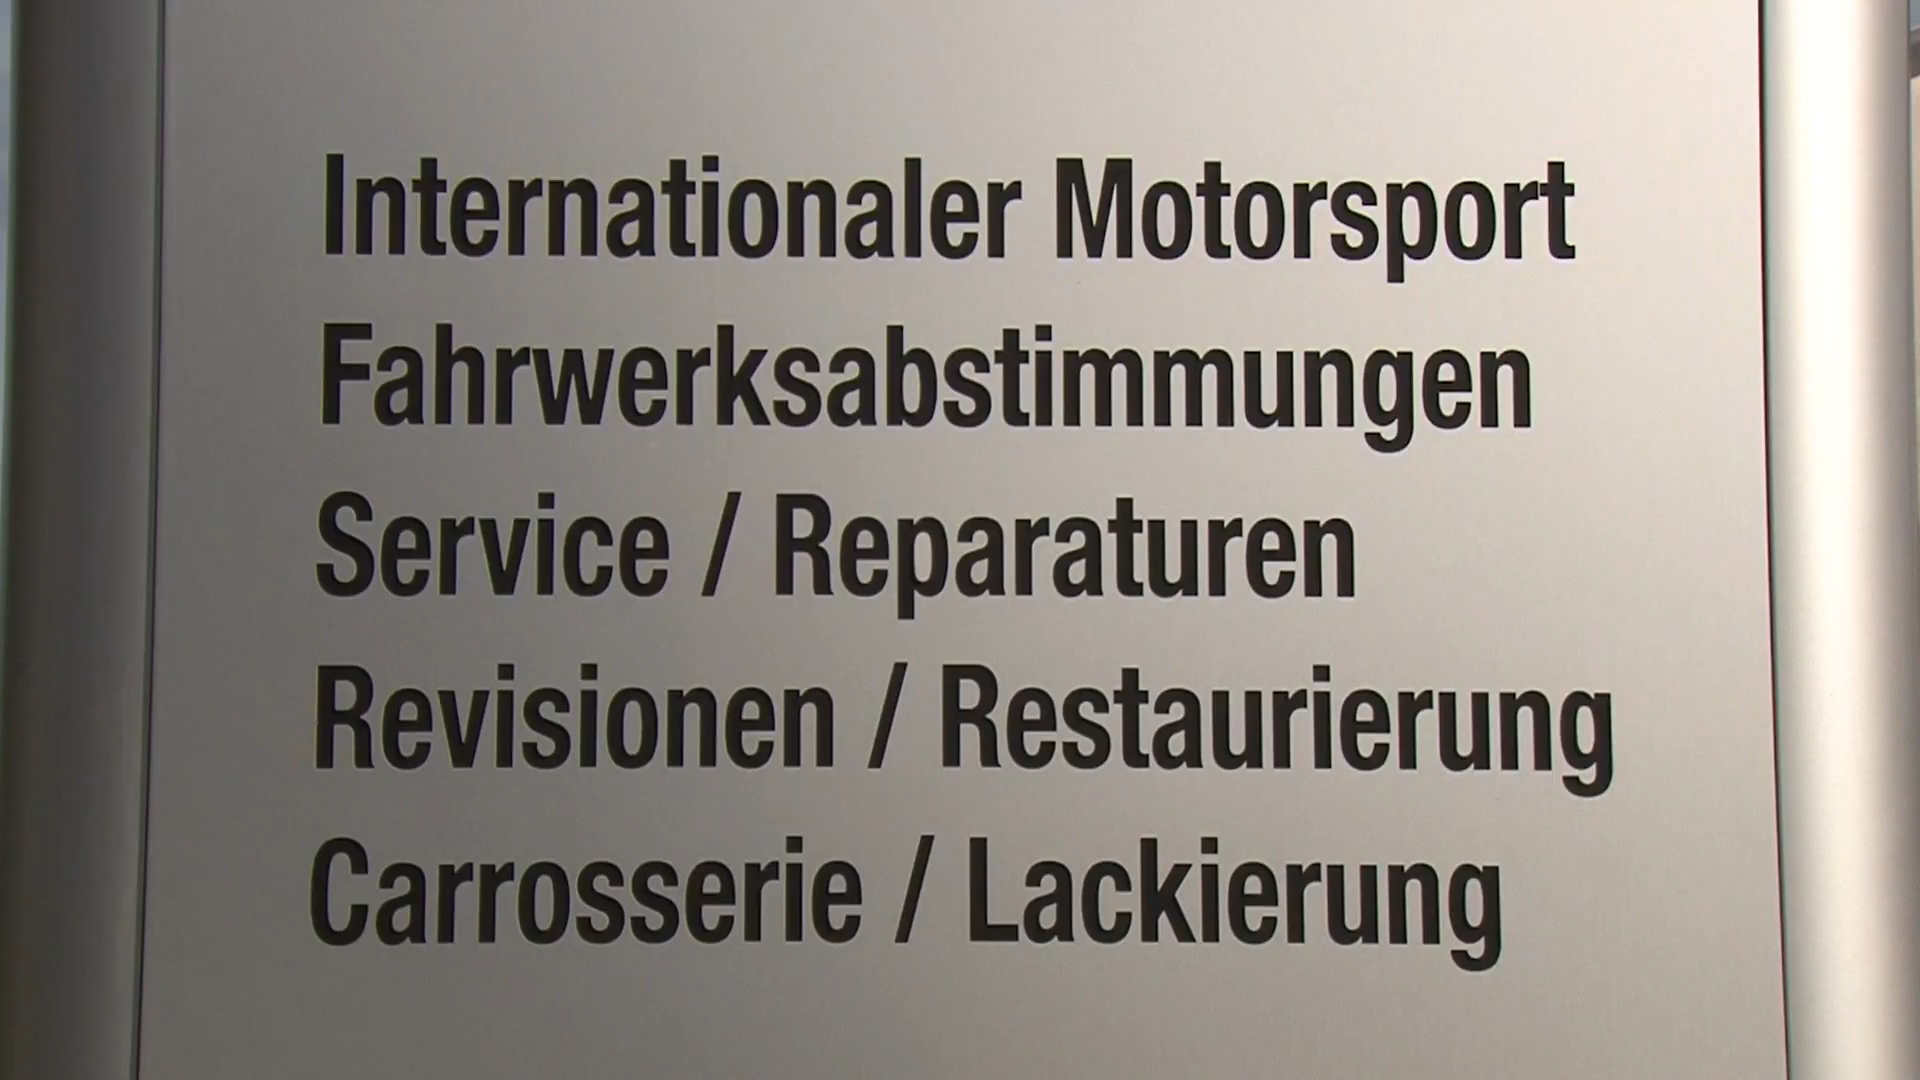 Internationaler Motorsport
Fahrwerksabstimmungen
Service / Reparaturen
Revisionen / Restaurierung
Carrosserie / Lackierung